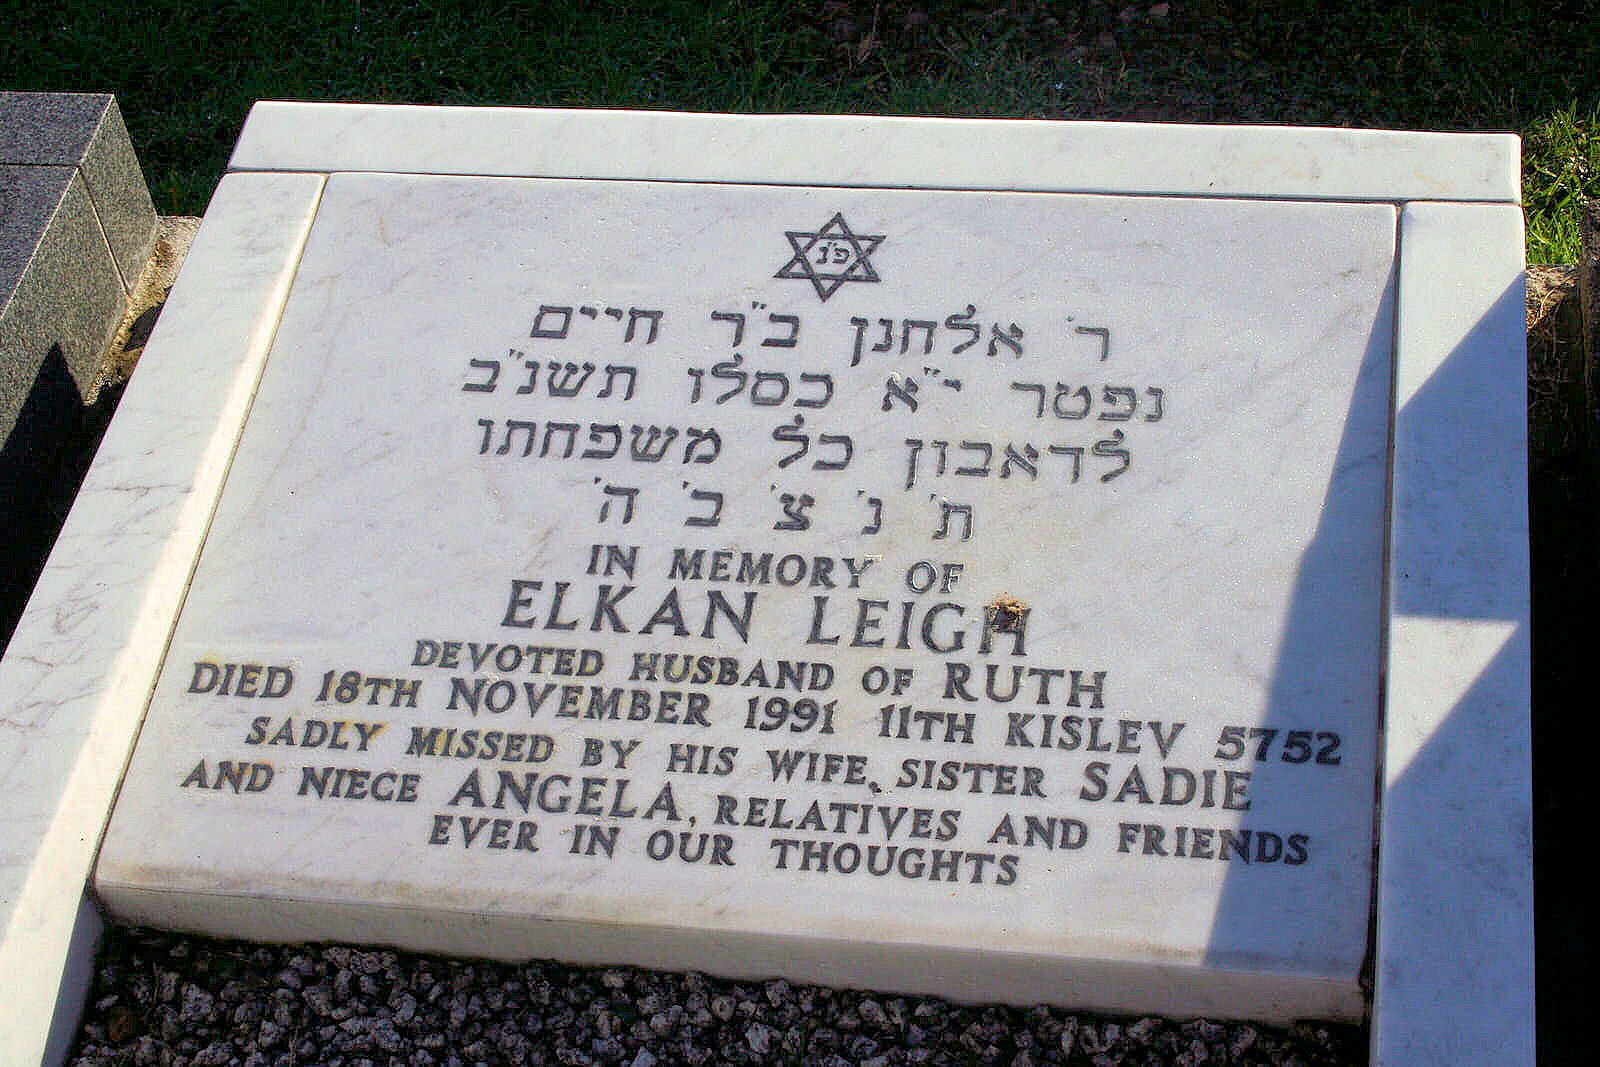 פ"נ
ר' אלחנן ב"ר חיים
נפטר י"א כסלו תשנ"ב
לדאבון כל משפחתו
ת' נ' צ' ב' ה'
IN MEMORY OF
ELKAN LEIGH
DEVOTED HUSBAND OF RUTH
DIED 18TH NOVEMBER 1991 11TH KISLEV 5752
SADLY MISSED BY HIS WIFE, SISTER SADIE
AND NIECE ANGELA, RELATIVES AND FRIENDS
EVER IN OUR THOUGHTS